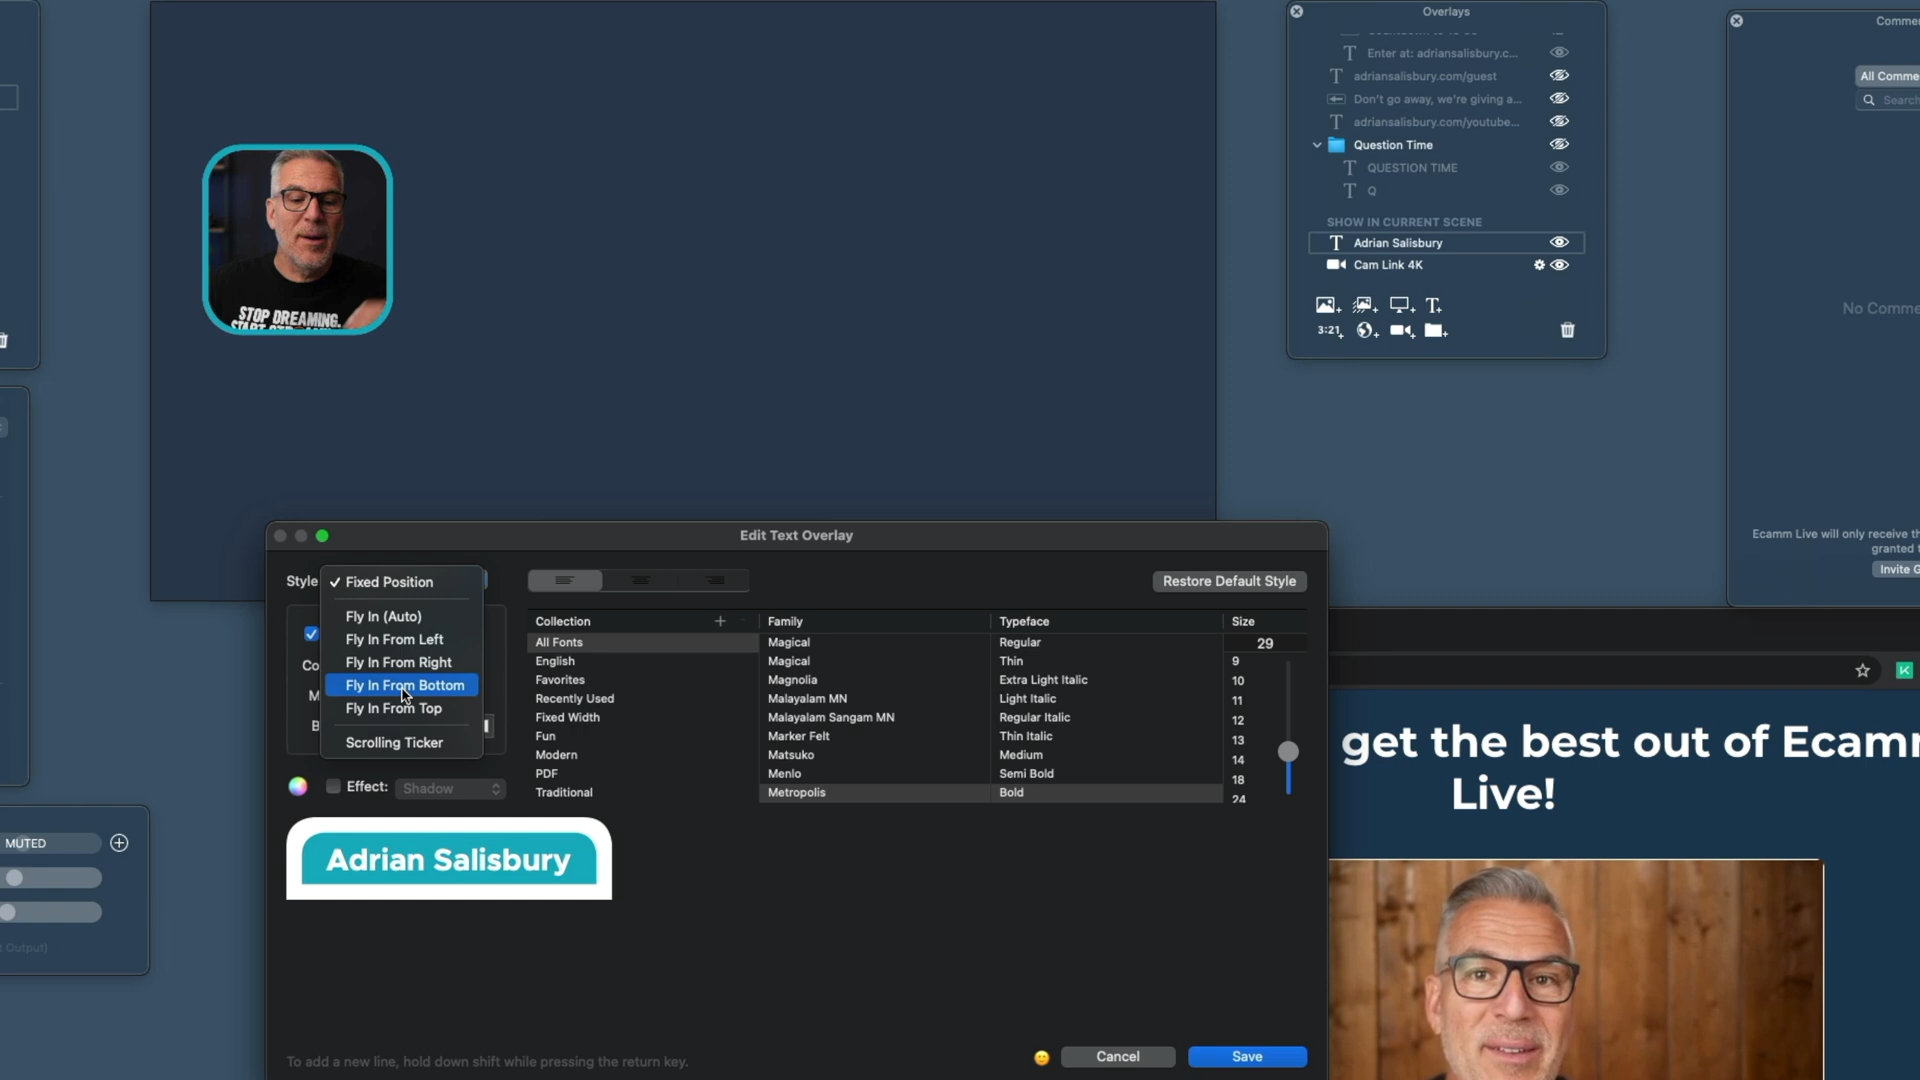 STOP DREAMING.
Overlays
Enter at: adriansalisbury.c...
adriansalisbury.com/guest
Don't go away, we're giving a...
adriansalisbury.com/youtube...
Question Time
QUESTION TIME
Q
SHOW IN CURRENT SCENE
Adrian Salisbury
Cam Link 4K
3:21
Commen
All Comme
Search
No Comme
Ecamm Live will only receive th
granted t
Invite G
Edit Text Overlay
Style
✓ Fixed Position
Fly In (Auto)
Fly In From Left
Fly In From Right
Fly In From Bottom
Fly In From Top
Scrolling Ticker
Co
M
B
Effect:
Shadow
Restore Default Style
Collection
All Fonts
English
Favorites
Recently Used
Fixed Width
Fun
Modern
PDF
Traditional
Family
Magical
Magical
Magnolia
Malayalam MN
Malayalam Sangam MN
Marker Felt
Matsuko
Menlo
Metropolis
Typeface
Regular
Thin
Extra Light Italic
Light Italic
Regular Italic
Thin Italic
Medium
Semi Bold
Bold
Size
29
9
10
11
12
13
14
18
24
Adrian Salisbury
To add a new line, hold down shift while pressing the return key.
Cancel
Save
MUTED
Output)
get the best out of Ecamm
Live!